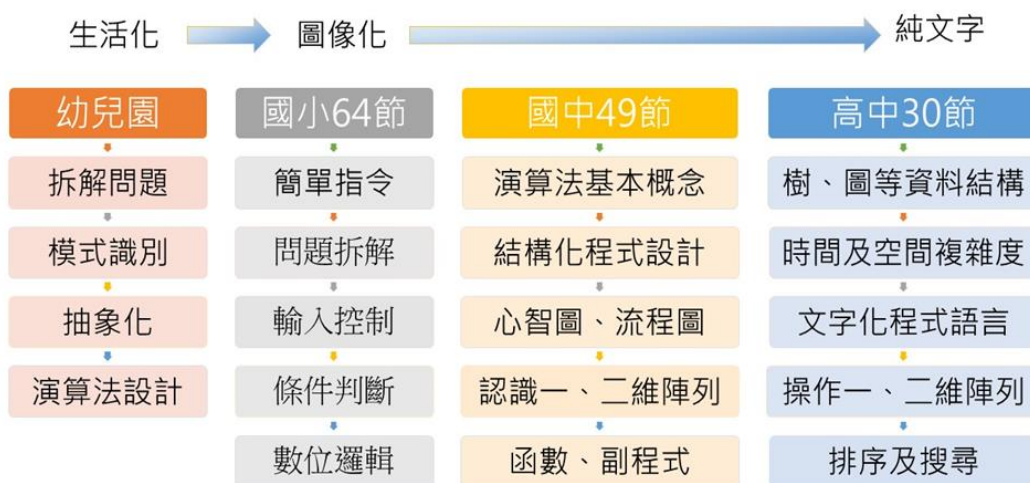 生活化
圖像化
純文字
幼兒園
拆解問題
模式識別
抽象化
演算法設計
國小64節
簡單指令
問題拆解
輸入控制
條件判斷
數位邏輯
國中49節
演算法基本概念
結構化程式設計
心智圖、流程圖
認識一、二維陣列
函數、副程式
高中30節
樹、圖等資料結構
時間及空間複雜度
文字化程式語言
操作一、二維陣列
排序及搜尋